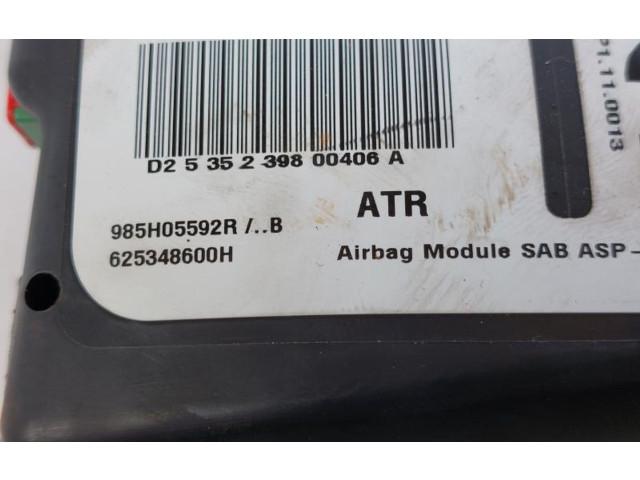 D2 5 35 2 398 00406 A
ATR
985H05592R /..B
625348600H
Airbag Module SAB ASP-
1.11.0013